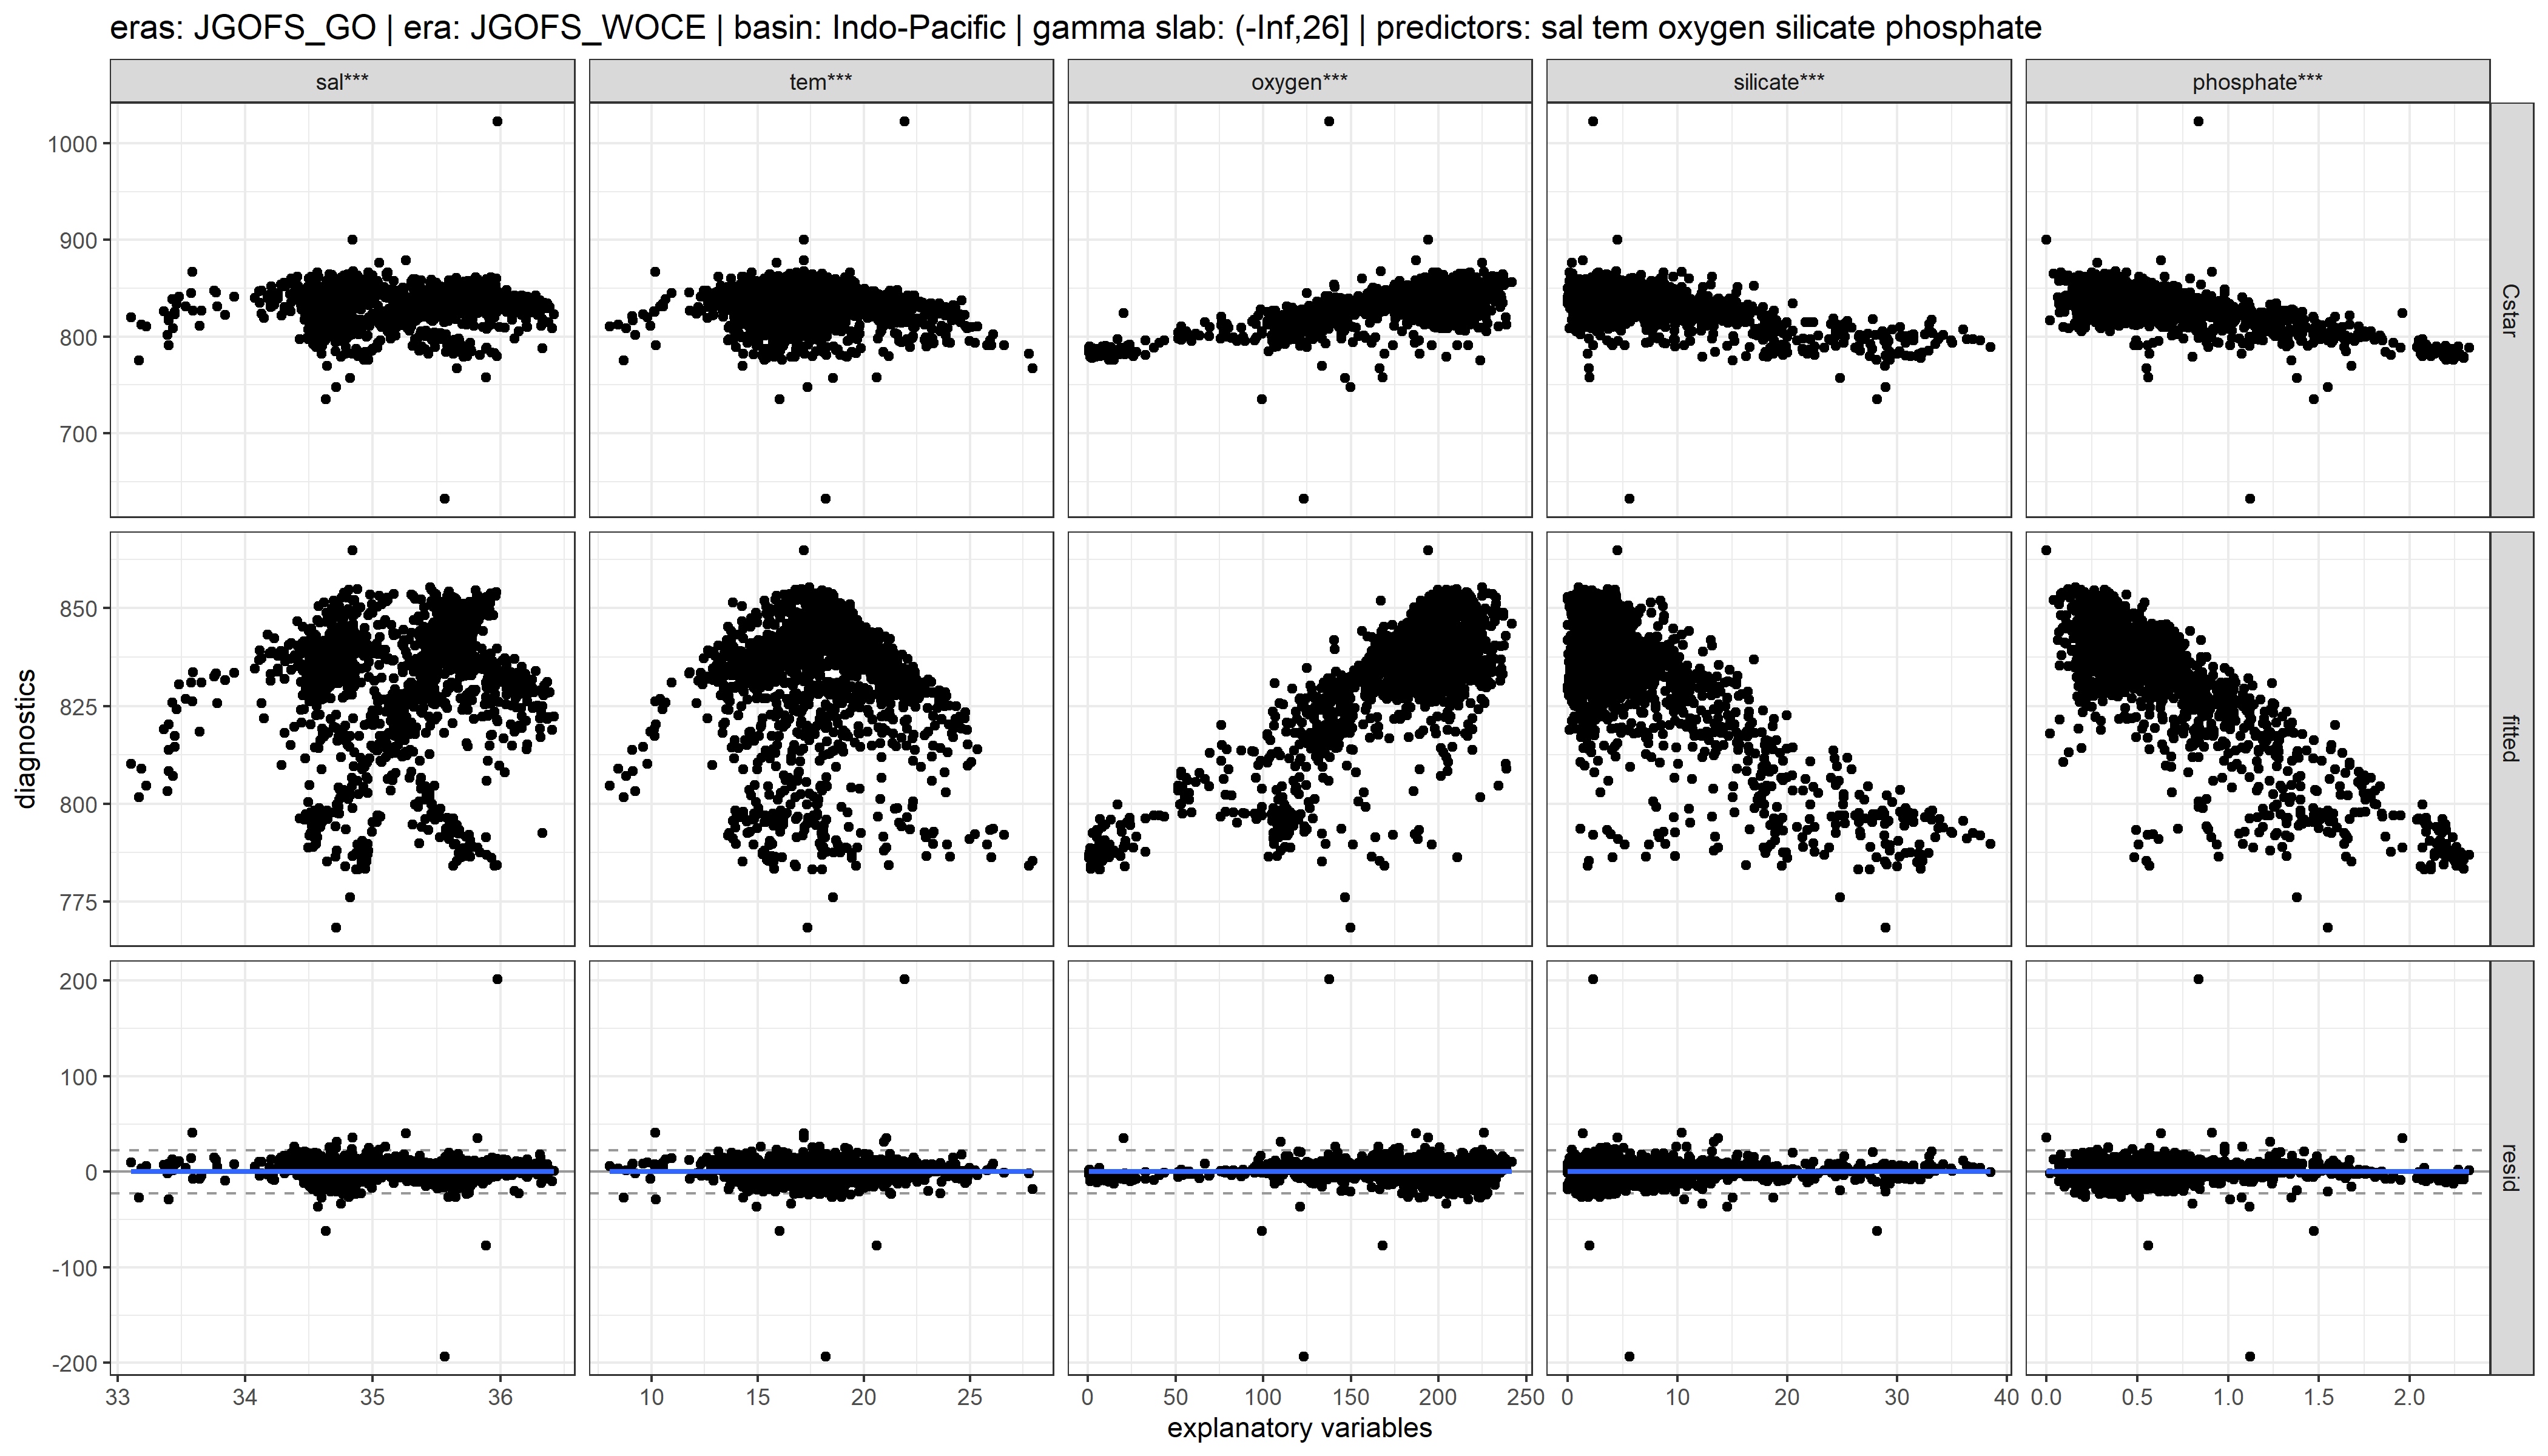 eras: JGOFS_GO | era: JGOFS_WOCE | basin: Indo-Pacific | gamma slab: (-Inf,26] | predictors: sal tem oxygen silicate phosphate
sal*** tem*** oxygen*** silicate*** phosphate***
1000
900
800
700
Cstar
850
825
800
775
fitted
diagnostics
200
100
0
-100
-200
resid
33 34 35 36 10 15 20 25 0 50 100 150 200 250 0 10 20 30 40 0.0 0.5 1.0 1.5 2.0
explanatory variables